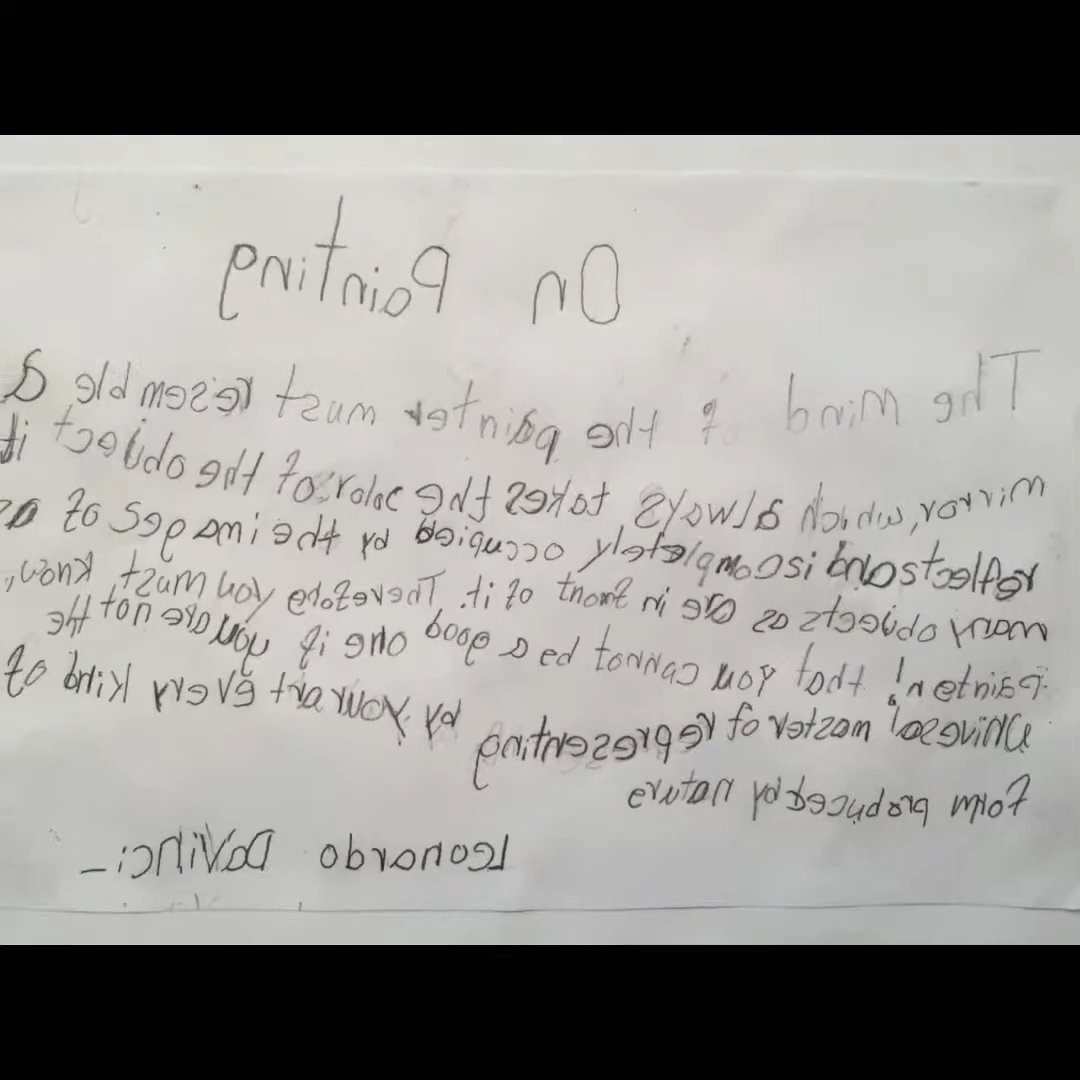 On Painting
The mind of the painter must resemble a
mirror, which always takes the color of the object it
reflects and is completely occupied by the images of as
many objects as are in front of it. Therefore you must know,
Painter! that you cannot be a good one if you are not the
Univesal master of representing by your art every kind of
Form produced by nature
Leonardo DaVinci -